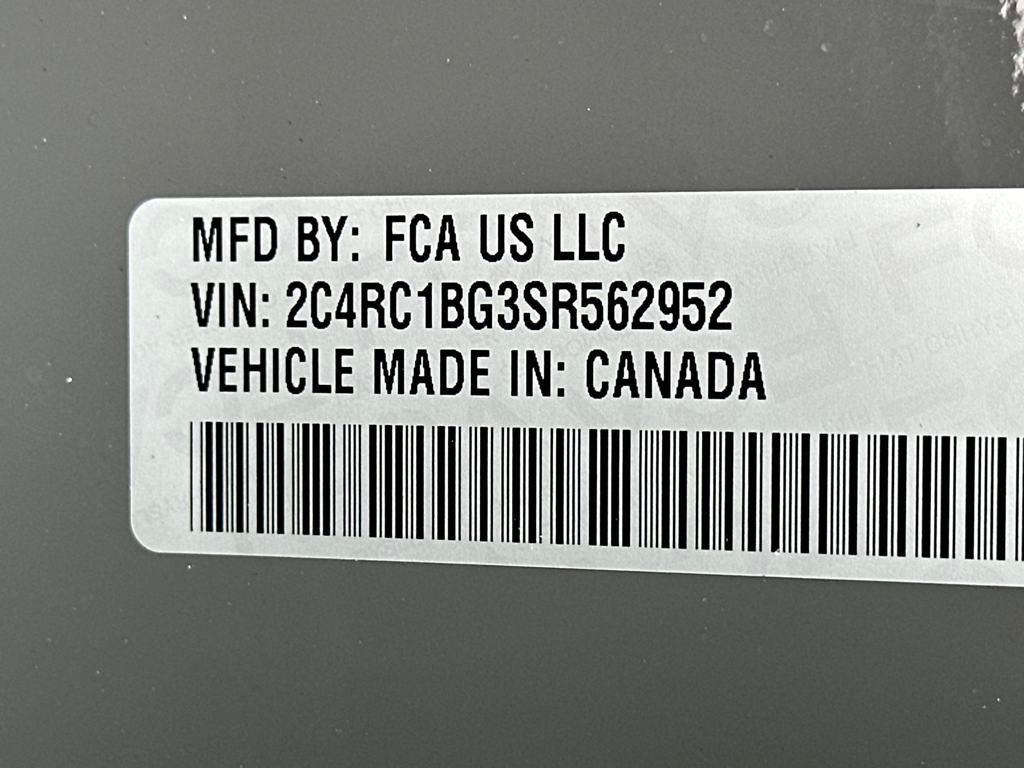 MFD BY: FCA US LLC
VIN: 2C4RC1BG3SR562952
VEHICLE MADE IN: CANADA